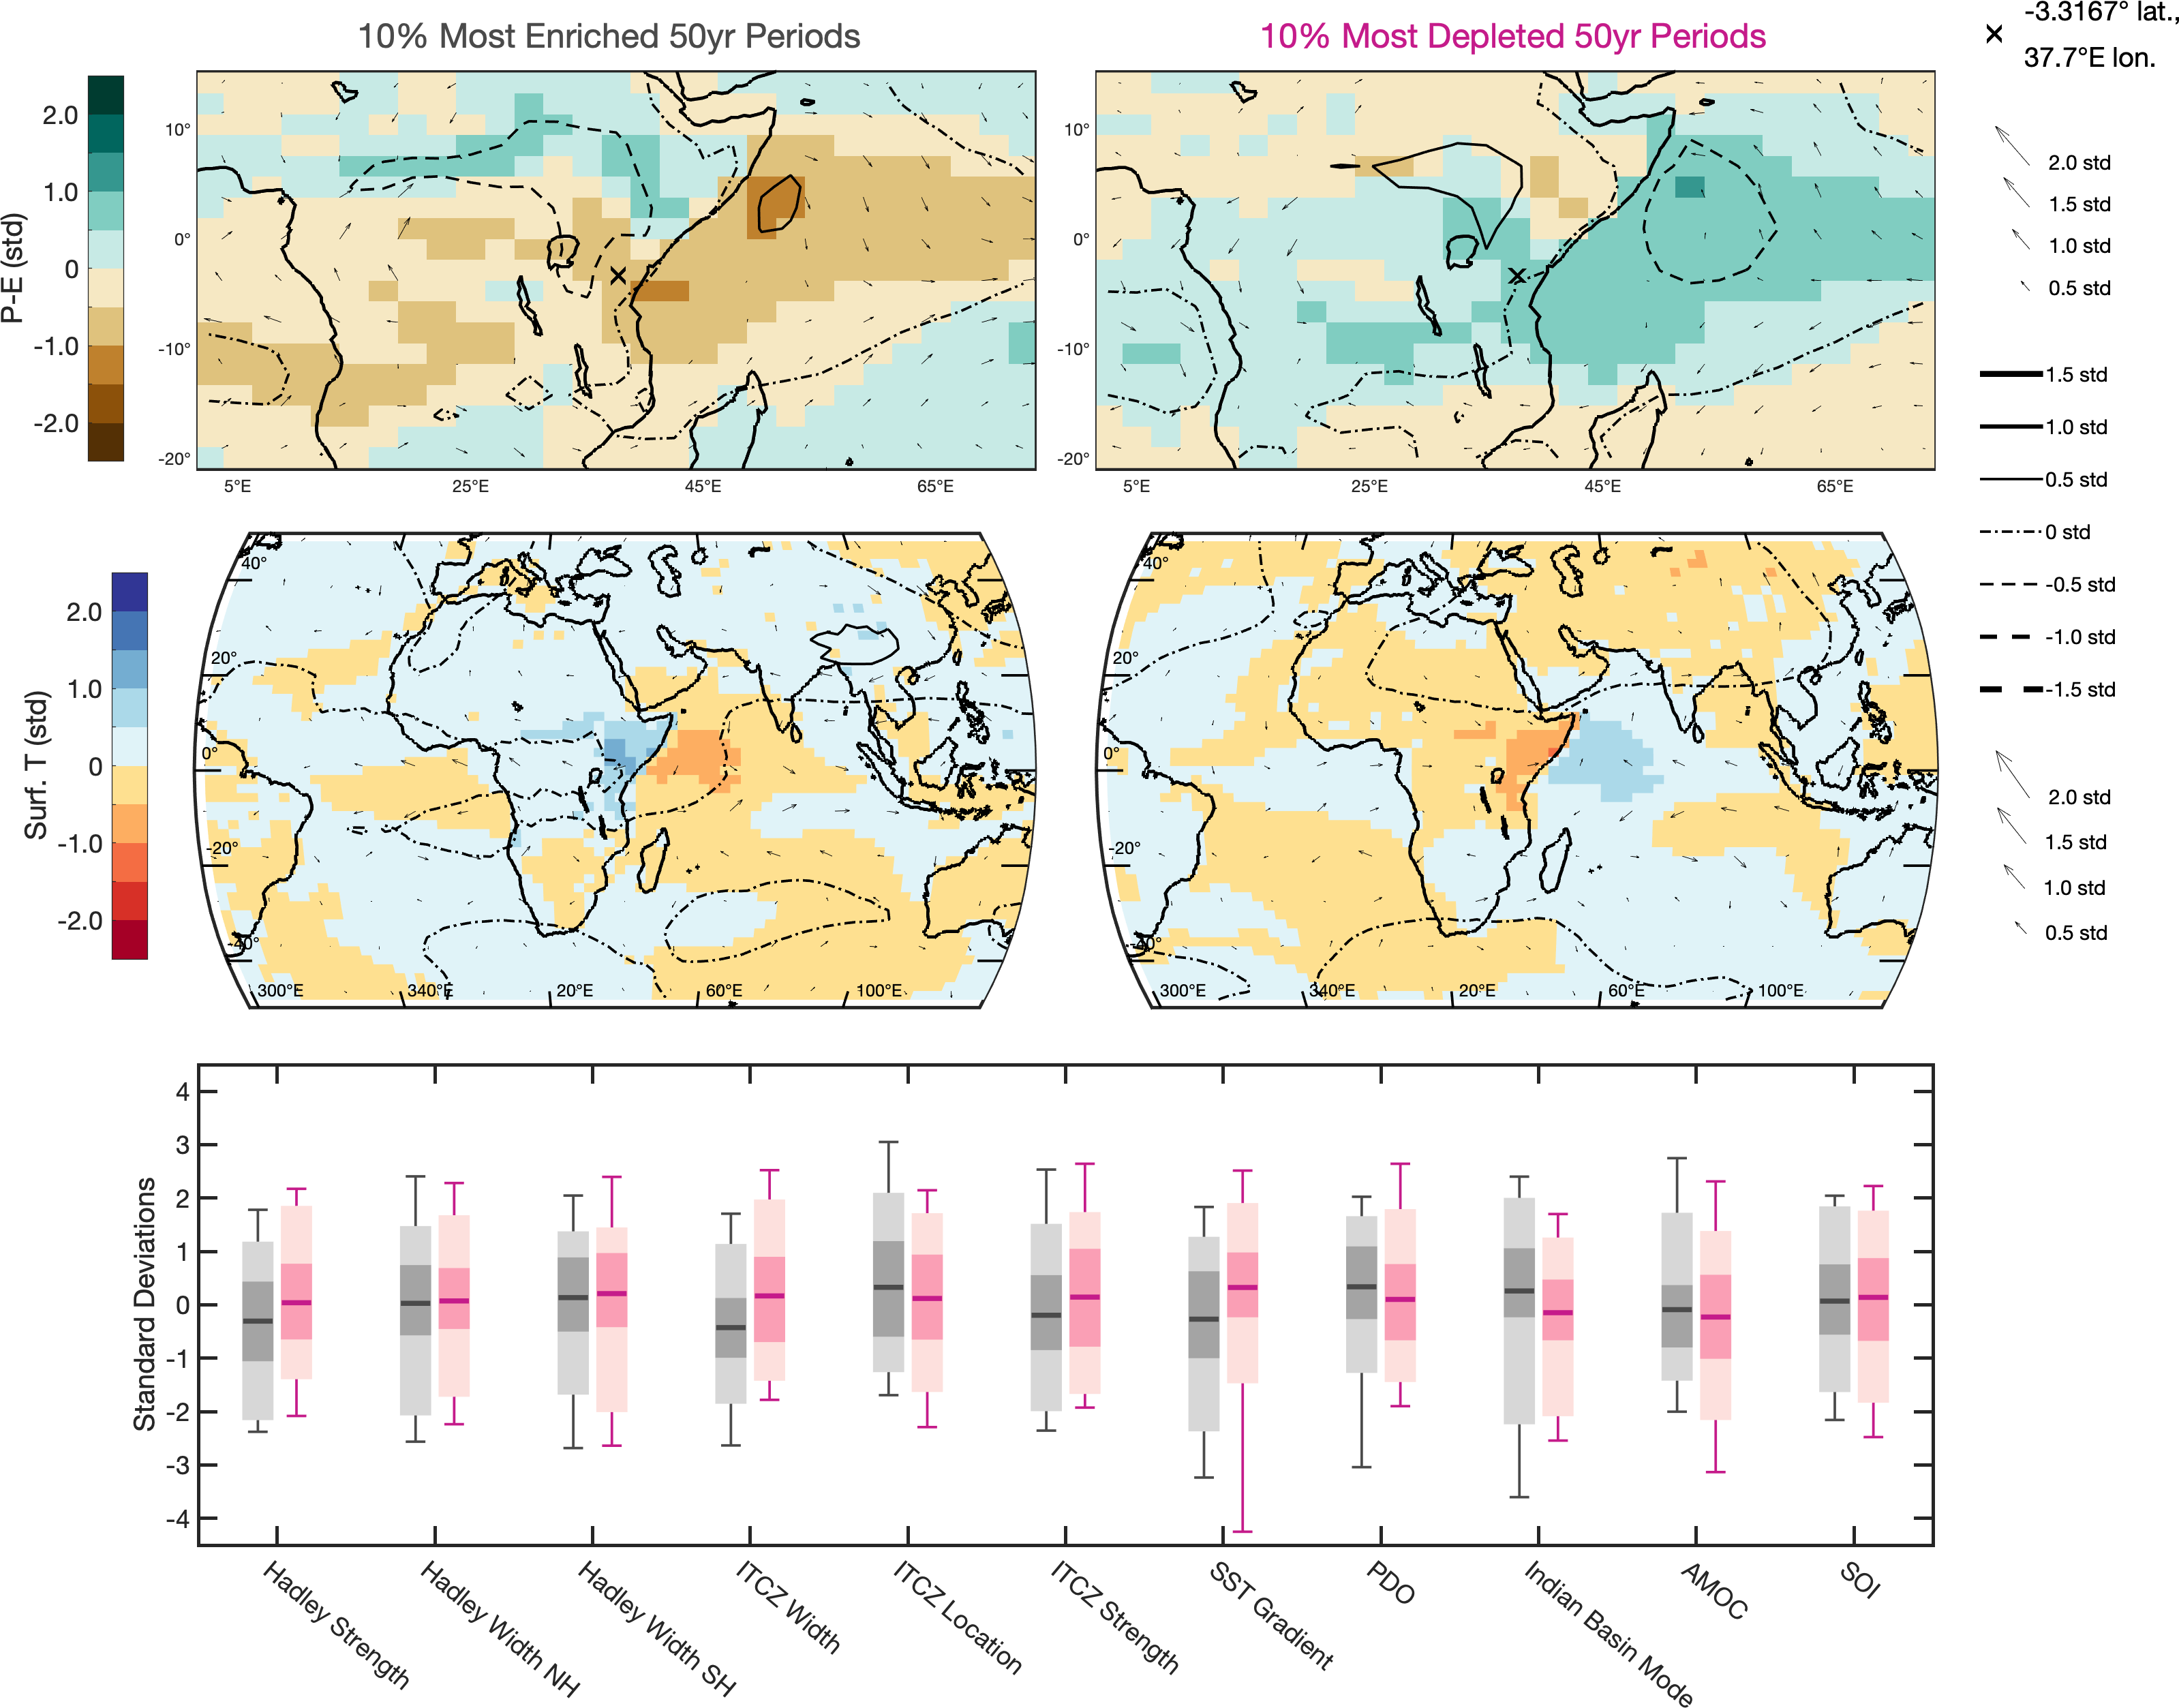 10% Most Enriched 50yr Periods
10% Most Depleted 50yr Periods
-3.3167° lat.,
37.7°E lon.
P-E (std)
2.0
1.0
0
-1.0
-2.0
10°
0°
-10°
-20°
5°E
25°E
45°E
65°E
10°
0°
-10°
-20°
5°E
25°E
45°E
65°E
2.0 std
1.5 std
1.0 std
0.5 std
1.5 std
1.0 std
0.5 std
0 std
-0.5 std
-1.0 std
-1.5 std
Surf. T (std)
2.0
1.0
0
-1.0
-2.0
40°
20°
0°
-20°
-40°
300°E
340°E
20°E
60°E
100°E
40°
20°
0°
-20°
-40°
300°E
340°E
20°E
60°E
100°E
2.0 std
1.5 std
1.0 std
0.5 std
Standard Deviations
4
3
2
1
0
-1
-2
-3
-4
Hadley Strength
Hadley Width NH
Hadley Width SH
ITCZ Width
ITCZ Location
ITCZ Strength
SST Gradient
PDO
Indian Basin Mode
AMOC
SOI